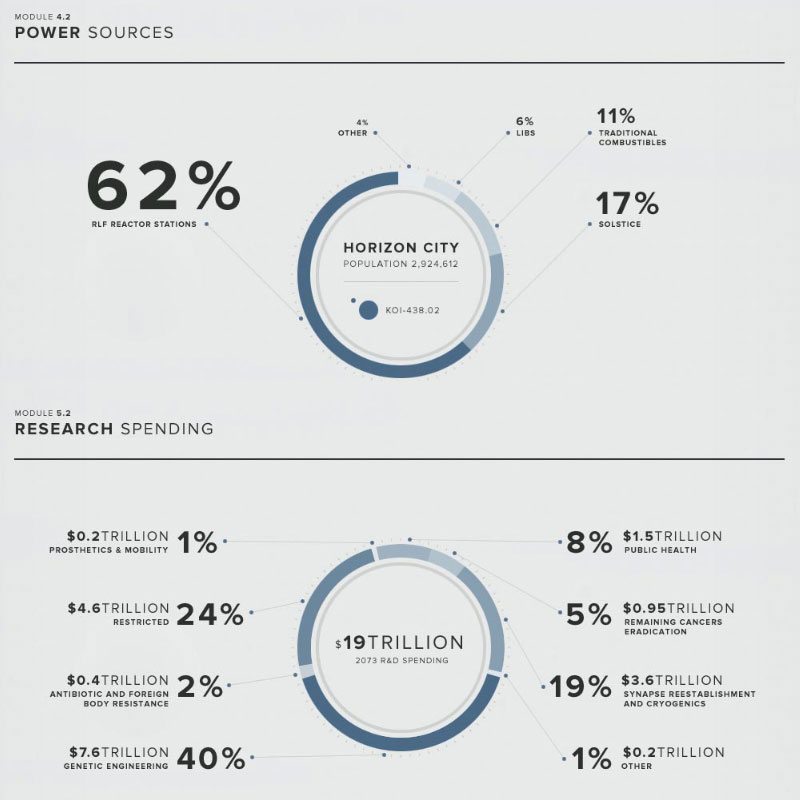 MODULE 4.2
POWER SOURCES
4%
OTHER
6%
LIBS
11%
TRADITIONAL
COMBUSTIBLES
62%
RLF REACTOR STATIONS
17%
SOLSTICE
HORIZON CITY
POPULATION 2,924,612
KOI-438.02
MODULE 5.2
RESEARCH SPENDING
$0.2TRILLION
PROSTHETICS & MOBILITY
1%
8%
$1.5TRILLION
PUBLIC HEALTH
$4.6TRILLION
RESTRICTED
24%
5%
$0.95TRILLION
REMAINING CANCERS
ERADICATION
$19TRILLION
2073 R&D SPENDING
$0.4TRILLION
ANTIBIOTIC AND FOREIGN
BODY RESISTANCE
2%
19%
$3.6TRILLION
SYNAPSE REESTABLISHMENT
AND CRYOGENICS
$7.6TRILLION
GENETIC ENGINEERING
40%
1%
$0.2TRILLION
OTHER